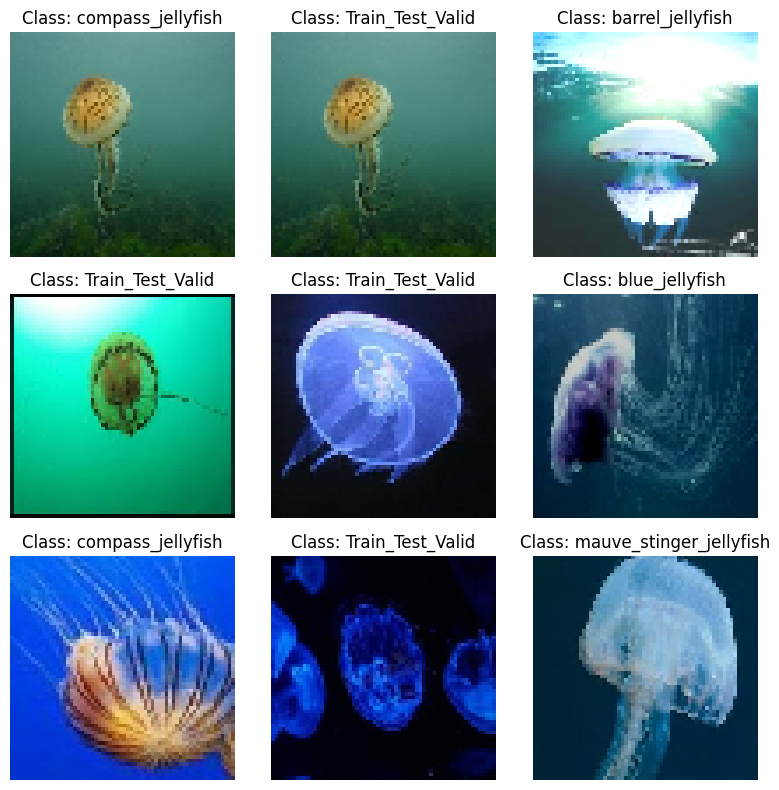 Class: compass_jellyfish
Class: Train_Test_Valid
Class: barrel_jellyfish
Class: Train_Test_Valid
Class: Train_Test_Valid
Class: blue_jellyfish
Class: compass_jellyfish
Class: Train_Test_Valid
Class: mauve_stinger_jellyfish